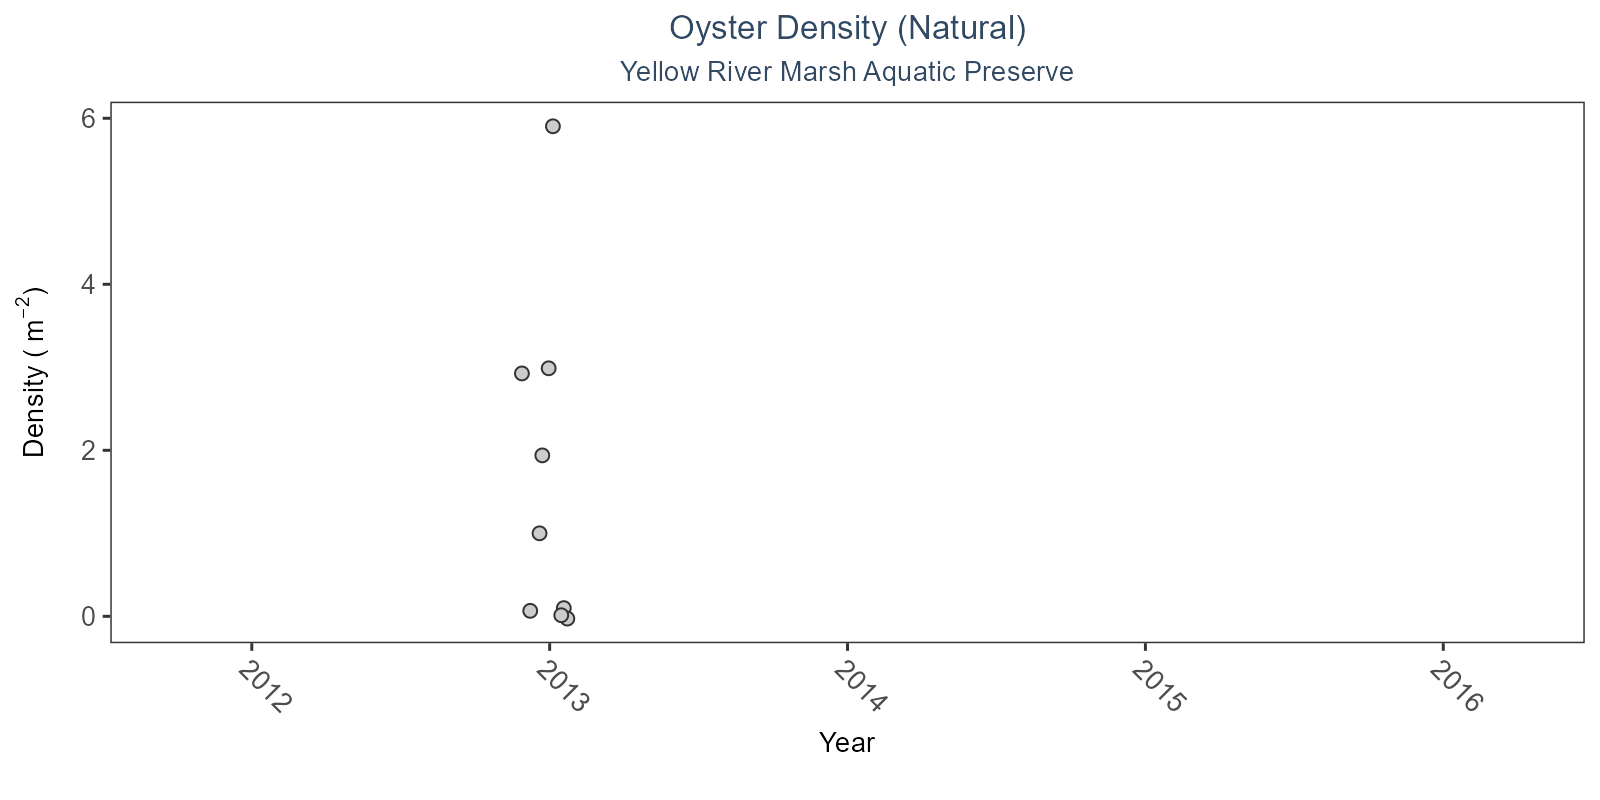 Oyster Density (Natural)
Yellow River Marsh Aquatic Preserve
6
4
2
0
Density ( m⁻²)
2012
2013
2014
2015
2016
Year